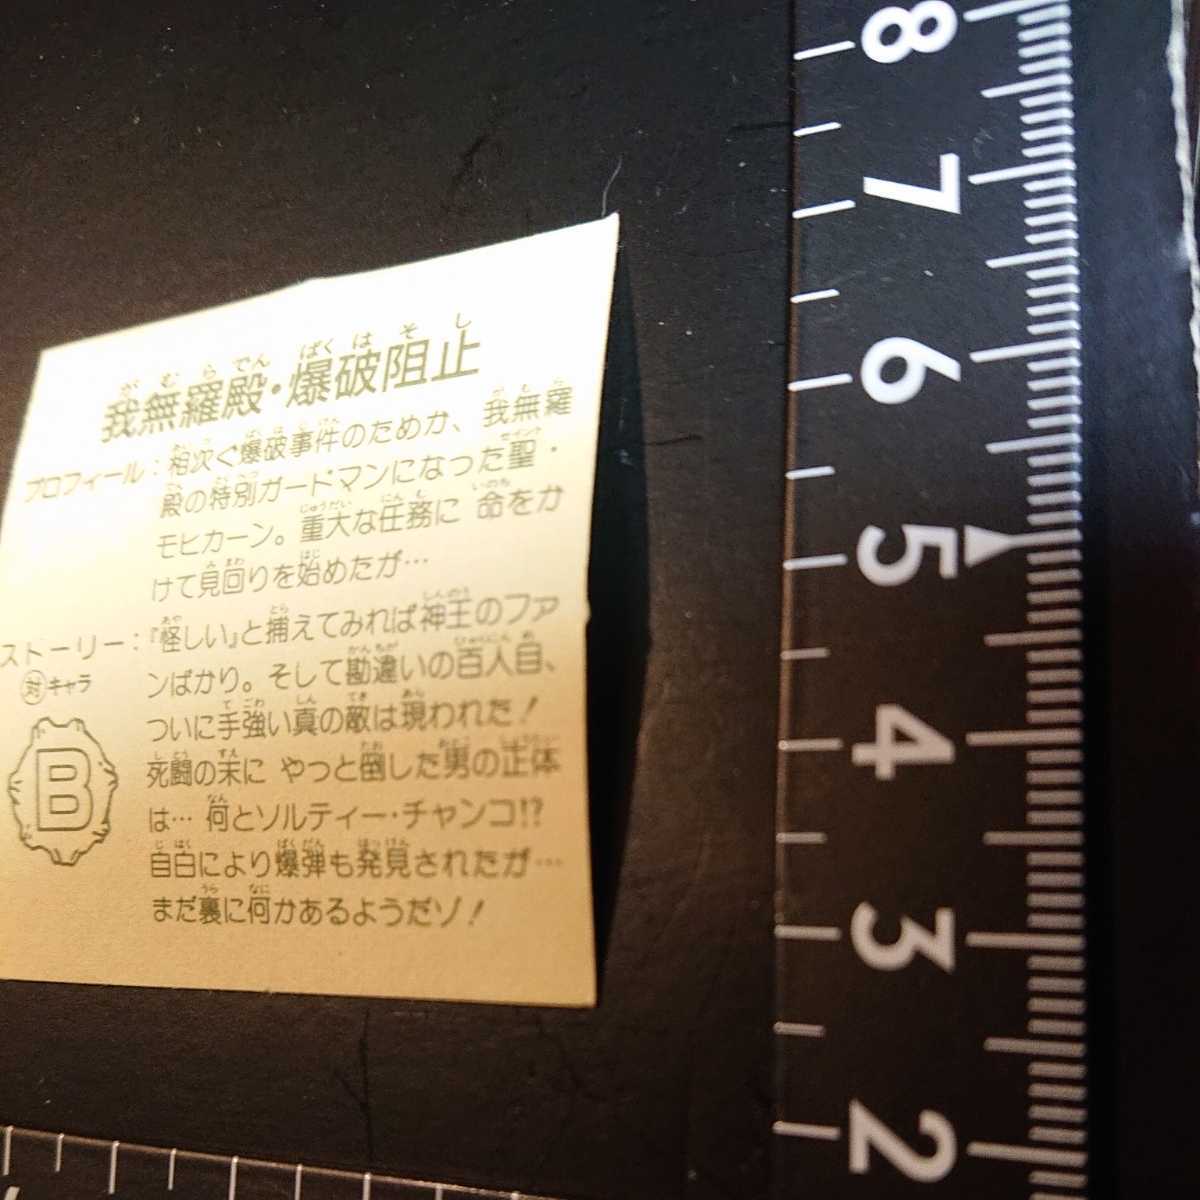 我無羅殿・爆破阻止
プロフィール：相次ぐ爆破事件のためか、我無羅
殿の特別ガードマンになった聖・
モヒカーン。重大な任務に 命をか
けて見回りを始めたが…
ストーリー：『怪しい』と捕えてみれば神王のファ
対 キャラ
ンばかり。そして勘違いの百人目、
ついに手強い真の敵は現われた！
B
死闘の末に やっと倒した男の正体
は… 何とソルティー・チャンコ!?
自白により爆弾も発見されたが…
まだ裏に何かあるようだゾ！
8
7
6
5
4
3
2